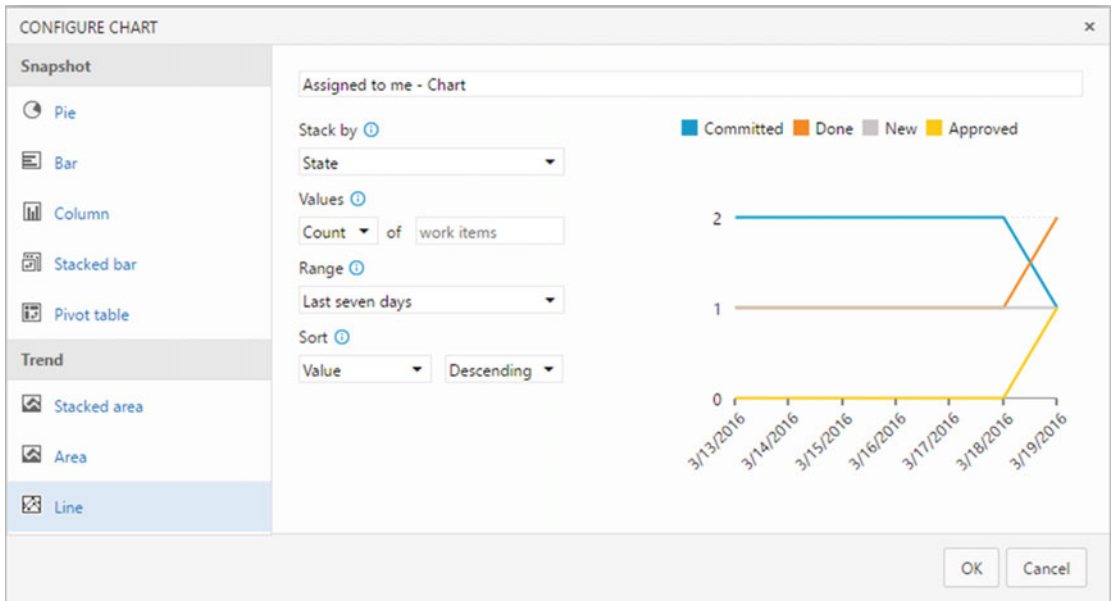 CONFIGURE CHART
Snapshot
Pie
Bar
Column
Stacked bar
Pivot table
Trend
Stacked area
Area
Line
Assigned to me - Chart
Stack by
State
Values
Count of work items
Range
Last seven days
Sort
Value Descending
Committed Done New Approved
2
1
0
3/13/2016 3/14/2016 3/15/2016 3/16/2016 3/17/2016 3/18/2016 3/19/2016
OK Cancel